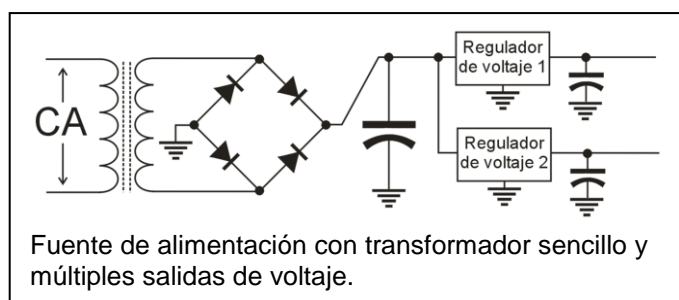 CA
Regulador
de voltaje 1
Regulador
de voltaje 2
Fuente de alimentación con transformador sencillo y
múltiples salidas de voltaje.